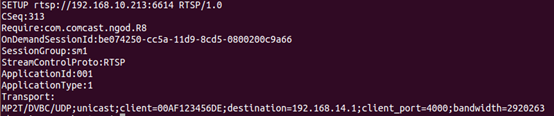 SETUP rtsp://192.168.10.213:6614 RTSP/1.0
CSeq:313
Require:com.comcast.ngod.R8
OnDemandSessionId:be074250-cc5a-11d9-8cd5-0800200c9a66
SessionGroup:sm1
StreamControlProto:RTSP
ApplicationId:001
ApplicationType:1
Transport:
MP2T/DVBC/UDP;unicast;client=00AF123456DE;destination=192.168.14.1;client_port=4000;bandwidth=2920263